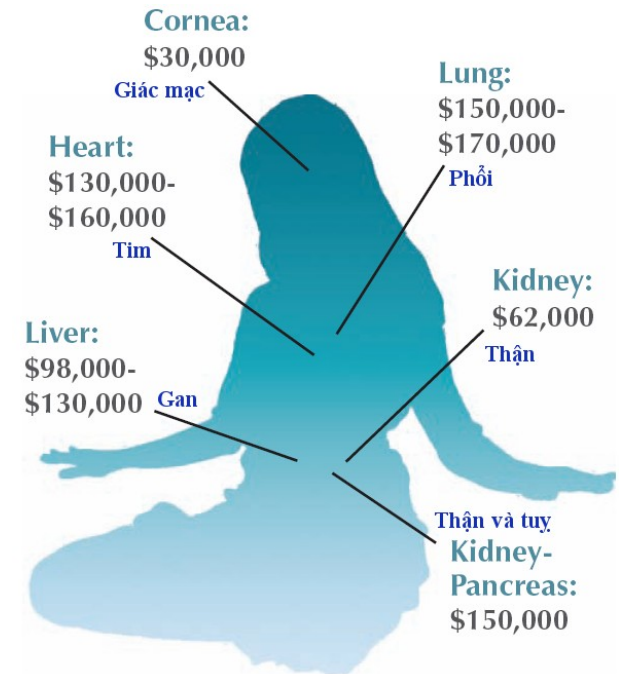 Cornea:
$30,000
Giác mạc
Lung:
$150,000-
$170,000
Phổi
Heart:
$130,000-
$160,000
Tim
Kidney:
$62,000
Thận
Liver:
$98,000-
$130,000
Gan
Thận và tuỵ
Kidney-
Pancreas:
$150,000